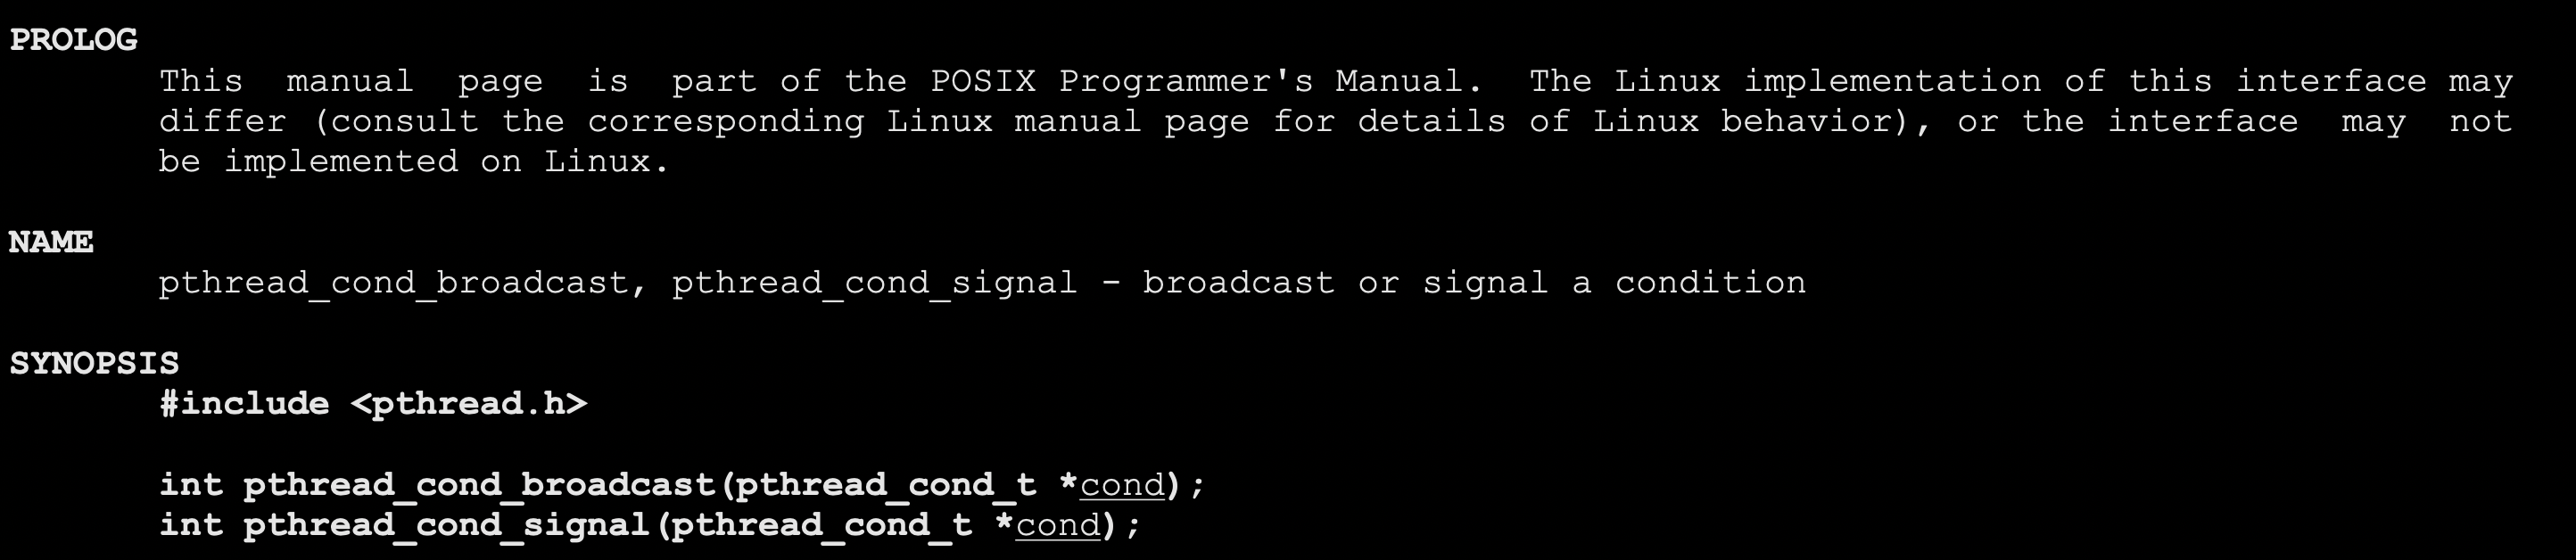 PROLOG
This manual page is part of the POSIX Programmer's Manual. The Linux implementation of this interface may
differ (consult the corresponding Linux manual page for details of Linux behavior), or the interface may not
be implemented on Linux.
NAME
pthread_cond_broadcast, pthread_cond_signal - broadcast or signal a condition
SYNOPSIS
#include <pthread.h>
int pthread_cond_broadcast(pthread_cond_t *cond);
int pthread_cond_signal(pthread_cond_t *cond);